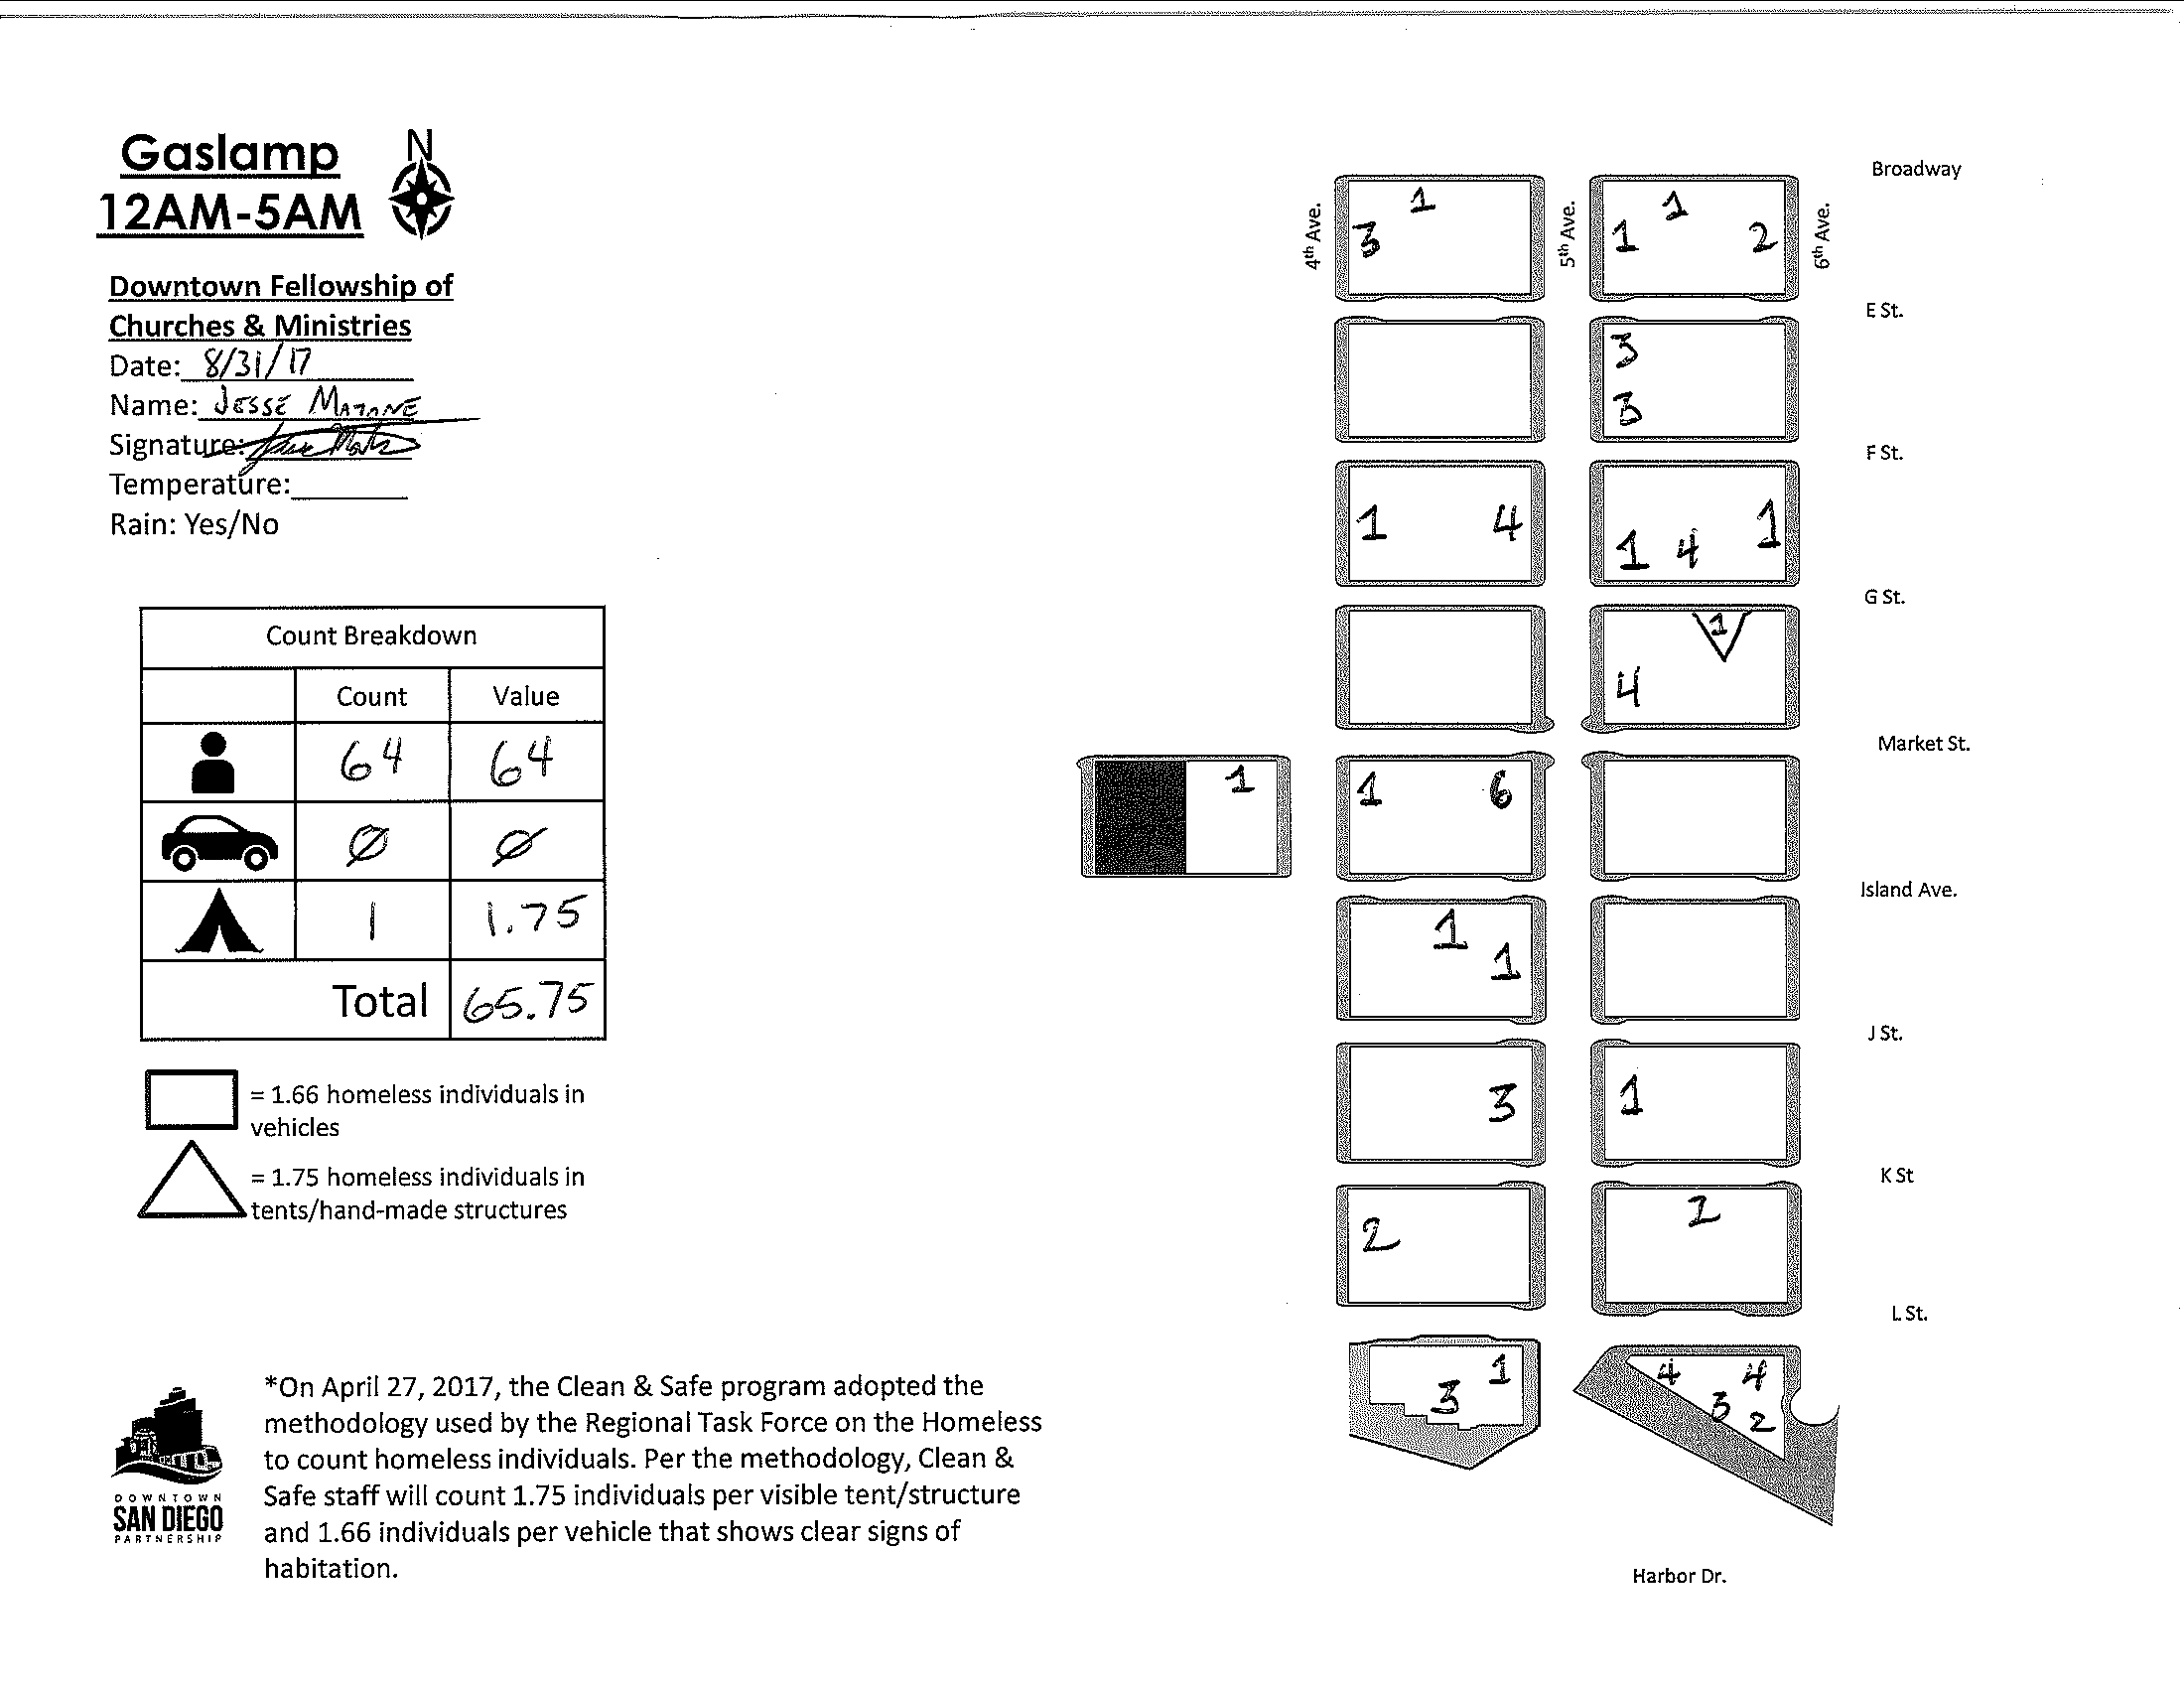 Gaslamp
12AM-5AM
N
Downtown Fellowship of
Churches & Ministries
Date: 8/31/17
Name: JESSE
Signature:
Temperature:
Rain: Yes/No
Count Breakdown
Count Value
64 64
Ø Ø
1 1.75
Total 65.75
= 1.66 homeless individuals in
vehicles
= 1.75 homeless individuals in
tents/hand-made structures
*On April 27, 2017, the Clean & Safe program adopted the
methodology used by the Regional Task Force on the Homeless
to count homeless individuals. Per the methodology, Clean &
Safe staff will count 1.75 individuals per visible tent/structure
and 1.66 individuals per vehicle that shows clear signs of
habitation.
DOWNTOWN
SAN DIEGO
PARTNERSHIP
Broadway
4th Ave.
5th Ave.
6th Ave.
1 1
3 1 2
E St.
3
3
F St.
1 4 1
1 4
G St.
1
4
Market St.
1 1 6
Island Ave.
1
1
J St.
3 1
K St
2
L St.
1 4 4
3 3 2
Harbor Dr.